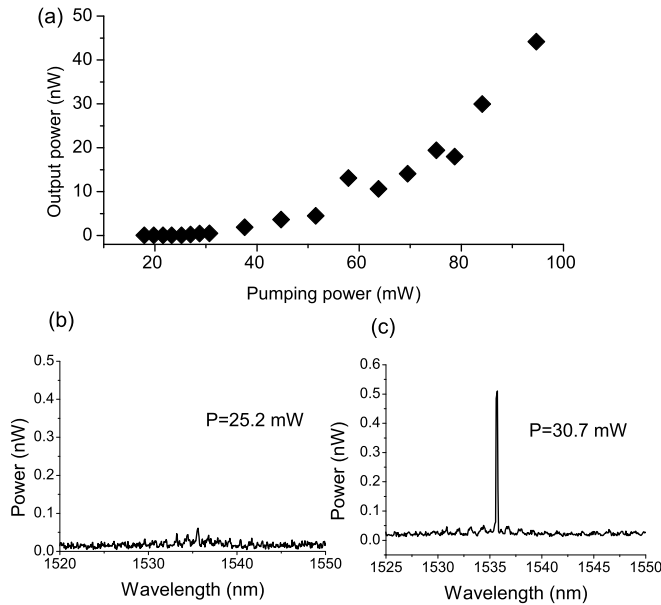 (a)
50
40
30
20
10
0
Output power (nW)
20 40 60 80 100
Pumping power (mW)
(b)
0.5
0.4
0.3
0.2
0.1
0.0
Power (nW)
P=25.2 mW
1520 1530 1540 1550
Wavelength (nm)
(c)
0.6
0.5
0.4
0.3
0.2
0.1
0.0
Power (nW)
P=30.7 mW
1525 1530 1535 1540 1545 1550
Wavelength (nm)